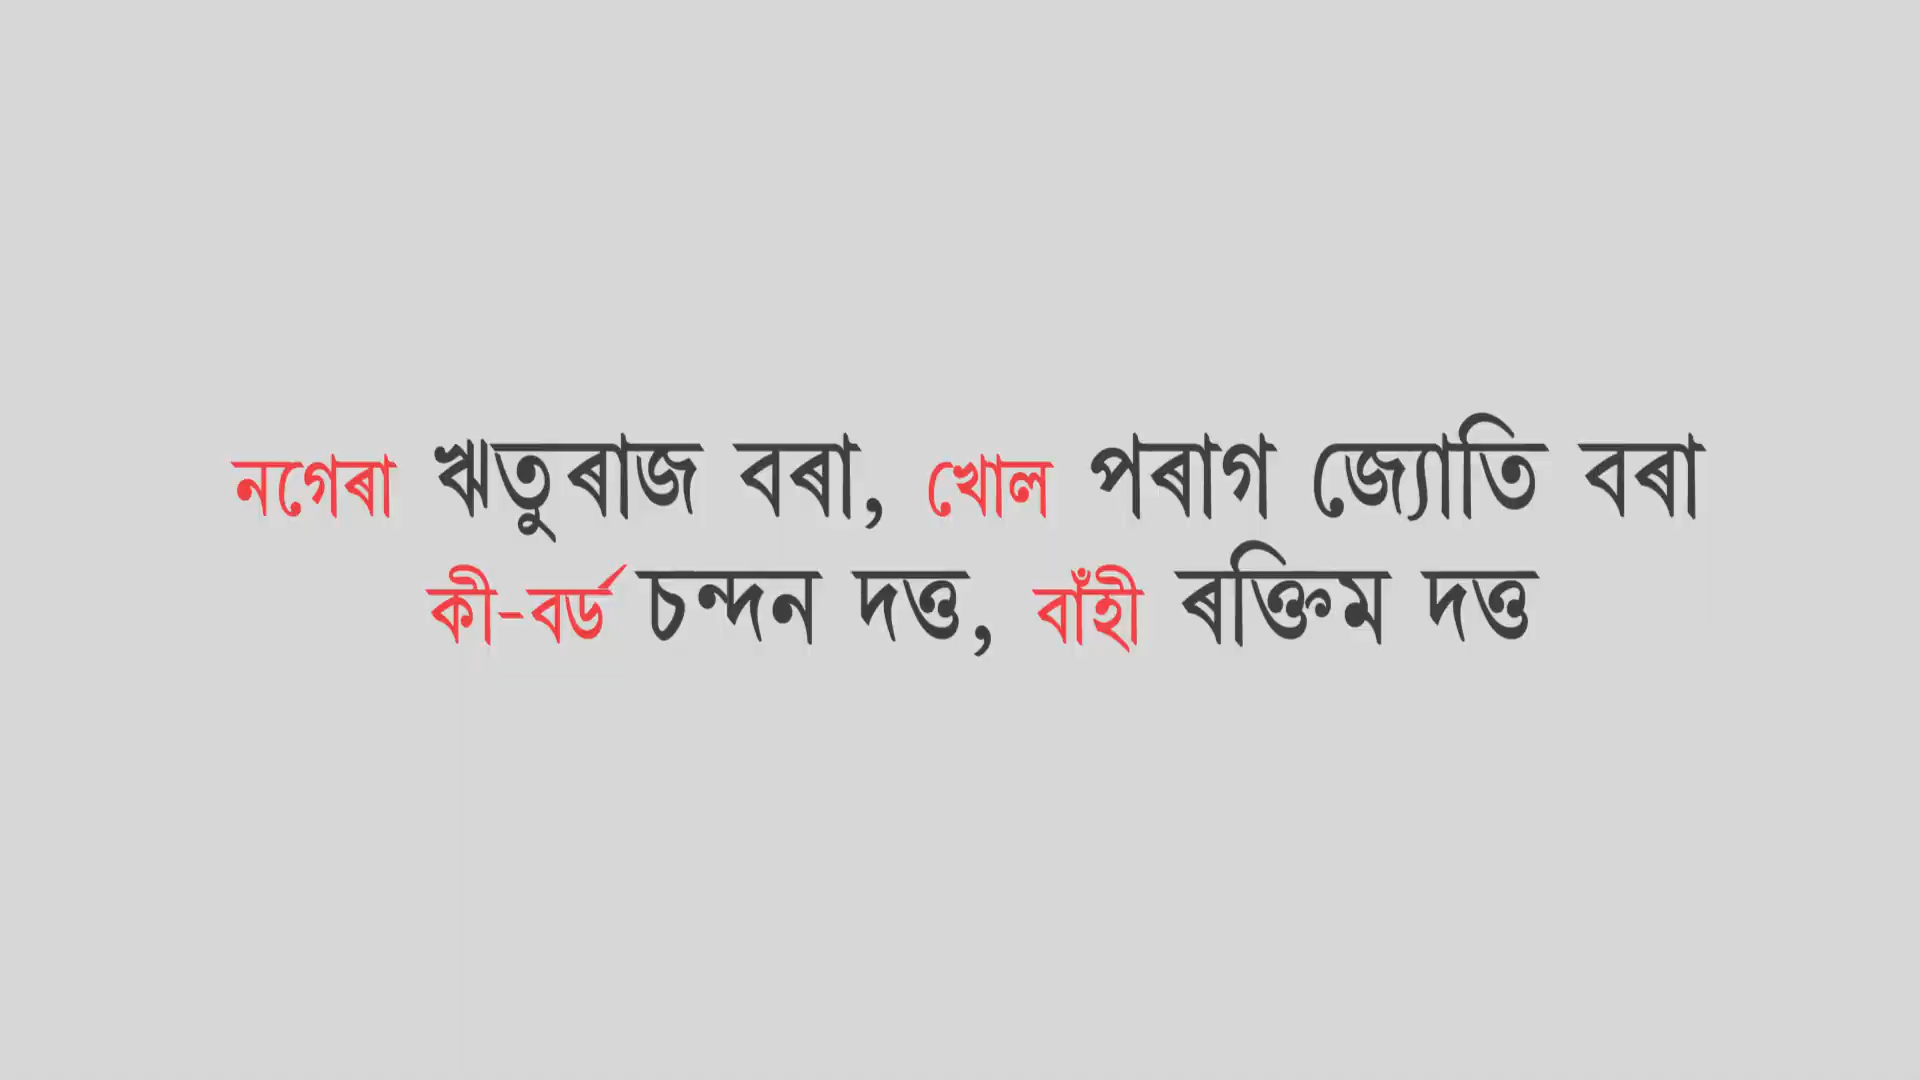 নগেৰা ঋতুৰাজ বৰা, খোল পৰাগ জ্যোতি বৰা
কী-বৰ্ড চন্দন দত্ত, বাঁহী ৰক্তিম দত্ত